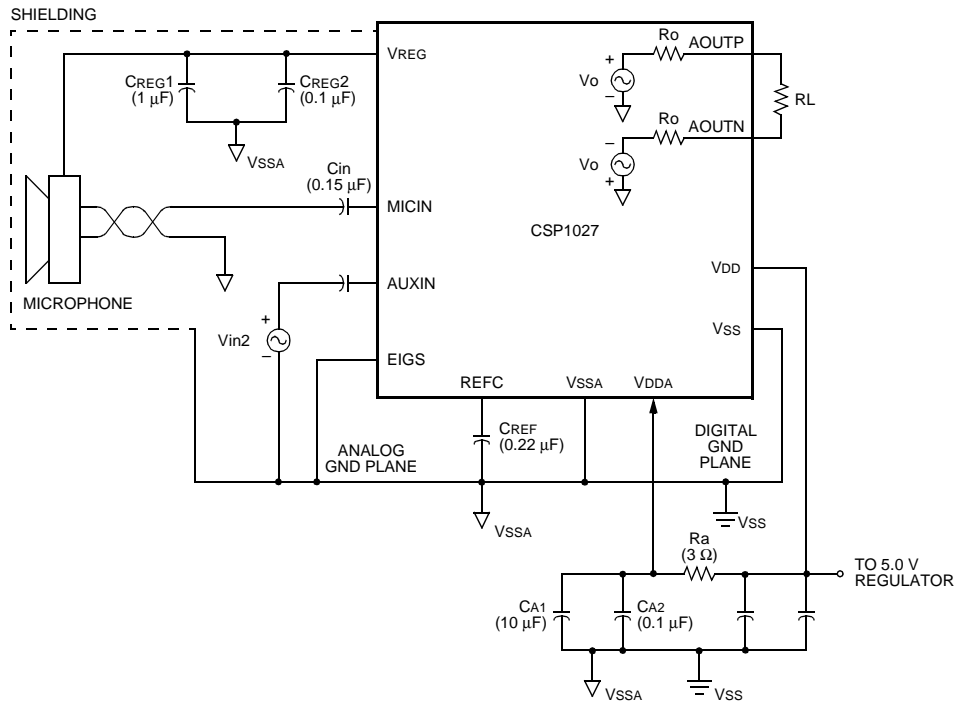 SHIELDING
VREG
CREG1
(1 μF)
CREG2
(0.1 μF)
VSSA
Cin
(0.15 μF)
MICIN
MICROPHONE
AUXIN
Vin2
+
–
EIGS
Ro
AOUTP
+
Vo
–
RL
Ro
AOUTN
–
Vo
+
CSP1027
VDD
VSS
REFC
VSSA
VDDA
CREF
(0.22 μF)
ANALOG
GND PLANE
DIGITAL
GND
PLANE
VSSA
VSS
Ra
(3 Ω)
TO 5.0 V
REGULATOR
CA1
(10 μF)
CA2
(0.1 μF)
VSSA
VSS